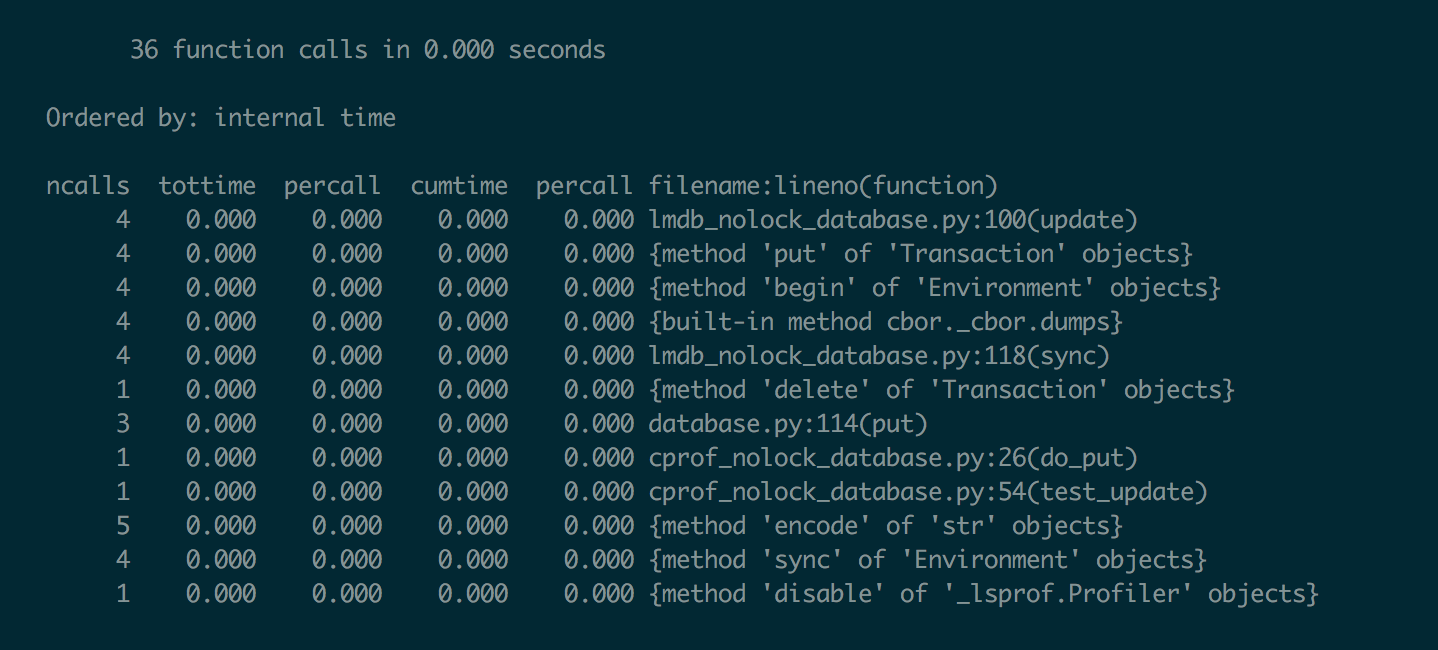 36 function calls in 0.000 seconds
Ordered by: internal time
ncalls  tottime  percall  cumtime  percall filename:lineno(function)
4    0.000    0.000    0.000    0.000 lmdb_nolock_database.py:100(update)
4    0.000    0.000    0.000    0.000 {method 'put' of 'Transaction' objects}
4    0.000    0.000    0.000    0.000 {method 'begin' of 'Environment' objects}
4    0.000    0.000    0.000    0.000 {built-in method cbor._cbor.dumps}
4    0.000    0.000    0.000    0.000 lmdb_nolock_database.py:118(sync)
1    0.000    0.000    0.000    0.000 {method 'delete' of 'Transaction' objects}
3    0.000    0.000    0.000    0.000 database.py:114(put)
1    0.000    0.000    0.000    0.000 cprof_nolock_database.py:26(do_put)
1    0.000    0.000    0.000    0.000 cprof_nolock_database.py:54(test_update)
5    0.000    0.000    0.000    0.000 {method 'encode' of 'str' objects}
4    0.000    0.000    0.000    0.000 {method 'sync' of 'Environment' objects}
1    0.000    0.000    0.000    0.000 {method 'disable' of '_lsprof.Profiler' objects}